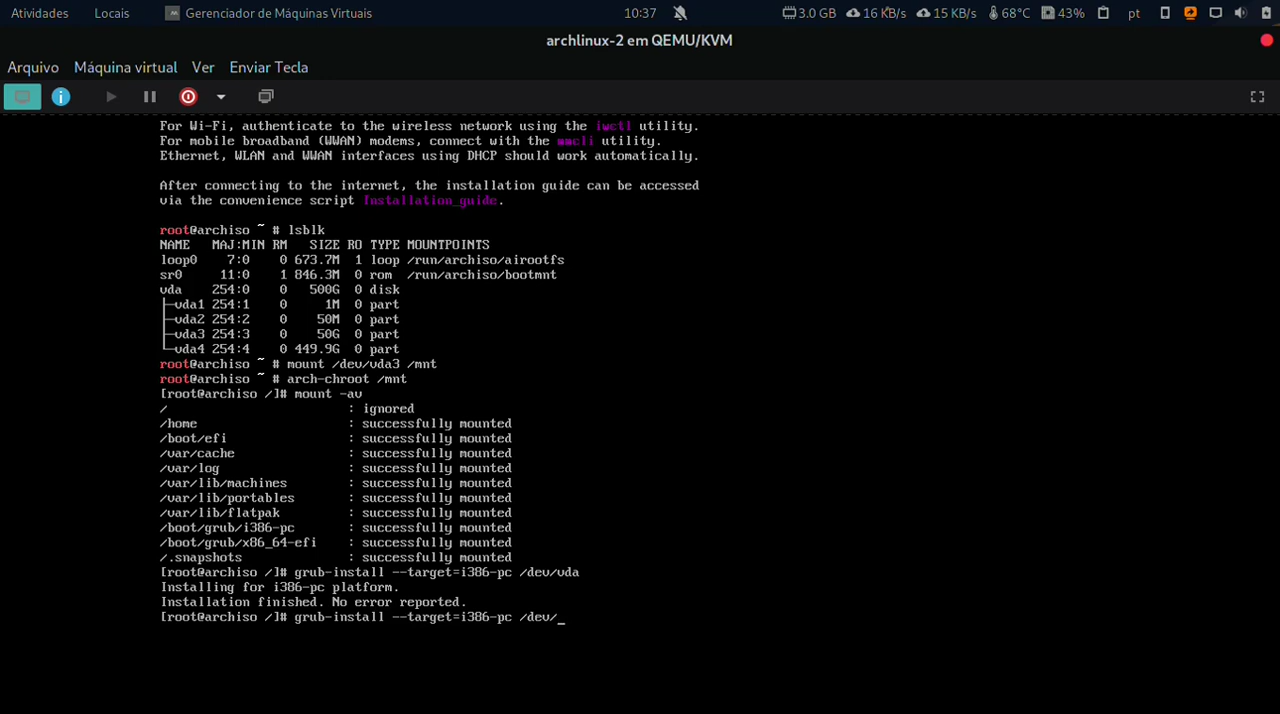 Atividades Locais Gerenciador de Máquinas Virtuais 10:37 3.0 GB 16 KB/s 15 KB/s 68°C 43% pt
archlinux-2 em QEMU/KVM
Arquivo Máquina virtual Ver Enviar Tecla
For Wi-Fi, authenticate to the wireless network using the iwctl utility.
For mobile broadband (WWAN) modems, connect with the mmcli utility.
Ethernet, WLAN and WWAN interfaces using DHCP should work automatically.
After connecting to the internet, the installation guide can be accessed
via the convenience script Installation_guide.
root@archiso ~ # lsblk
NAME   MAJ:MIN RM   SIZE RO TYPE MOUNTPOINTS
loop0    7:0    0 673.7M  1 loop /run/archiso/airootfs
sr0     11:0    1 846.3M  0 rom  /run/archiso/bootmnt
vda    254:0    0   500G  0 disk
├─vda1 254:1    0     1M  0 part
├─vda2 254:2    0    50M  0 part
├─vda3 254:3    0    50G  0 part
└─vda4 254:4    0 449.9G  0 part
root@archiso ~ # mount /dev/vda3 /mnt
root@archiso ~ # arch-chroot /mnt
[root@archiso /]# mount -av
/                        : ignored
/home                    : successfully mounted
/boot/efi                : successfully mounted
/var/cache               : successfully mounted
/var/log                 : successfully mounted
/var/lib/machines        : successfully mounted
/var/lib/portables       : successfully mounted
/var/lib/flatpak         : successfully mounted
/boot/grub/i386-pc       : successfully mounted
/boot/grub/x86_64-efi    : successfully mounted
/.snapshots              : successfully mounted
[root@archiso /]# grub-install --target=i386-pc /dev/vda
Installing for i386-pc platform.
Installation finished. No error reported.
[root@archiso /]# grub-install --target=i386-pc /dev/_